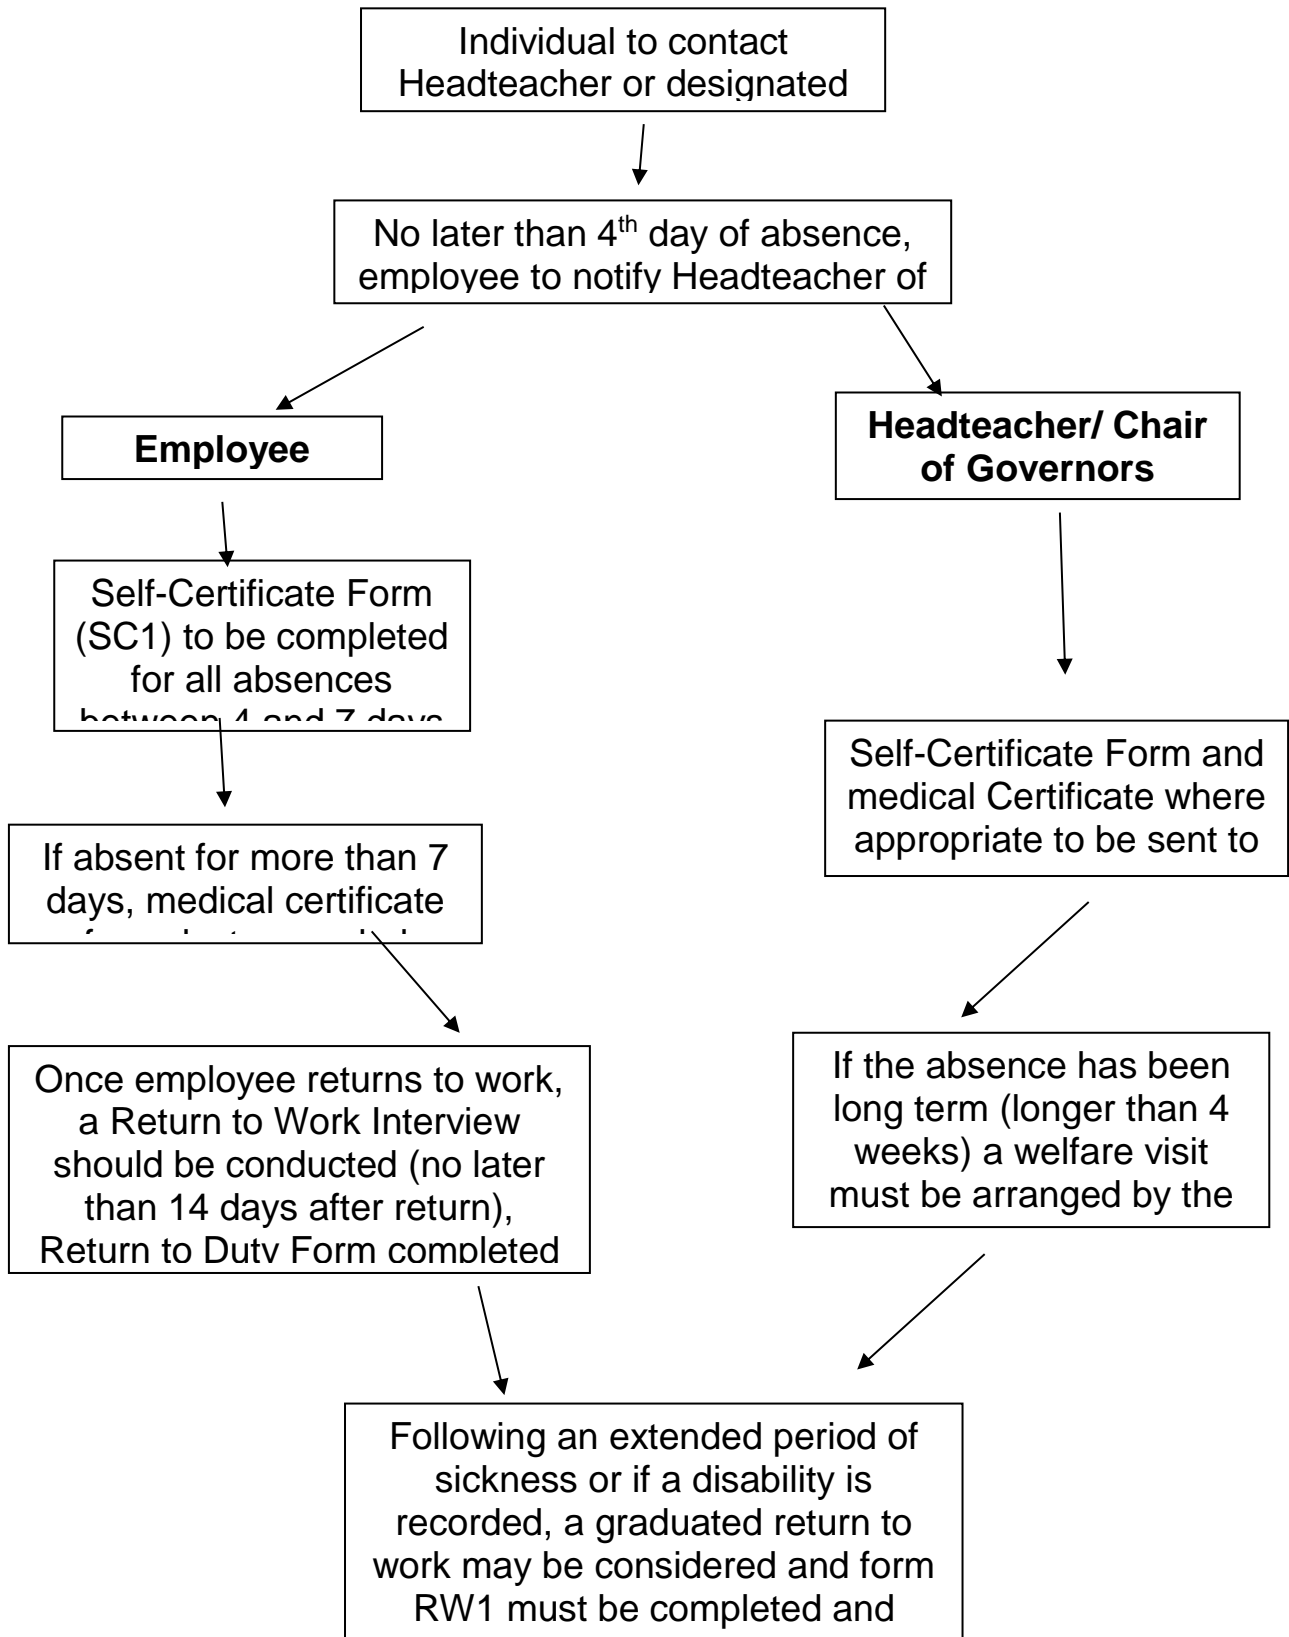 Individual to contact
Headteacher or designated
No later than 4th day of absence,
employee to notify Headteacher of
Employee
Headteacher/ Chair
of Governors
Self-Certificate Form
(SC1) to be completed
for all absences
between 4 and 7 days
Self-Certificate Form and
medical Certificate where
appropriate to be sent to
If absent for more than 7
days, medical certificate
Once employee returns to work,
a Return to Work Interview
should be conducted (no later
than 14 days after return),
Return to Duty Form completed
If the absence has been
long term (longer than 4
weeks) a welfare visit
must be arranged by the
Following an extended period of
sickness or if a disability is
recorded, a graduated return to
work may be considered and form
RW1 must be completed and